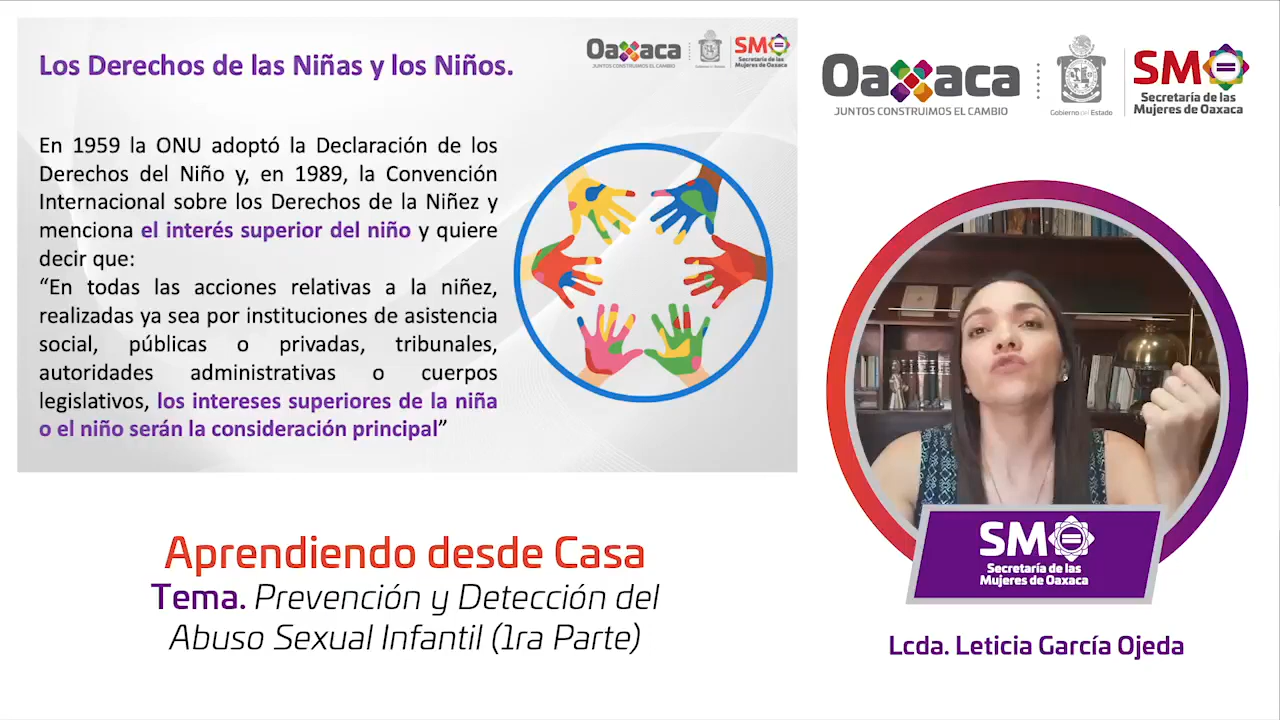 Los Derechos de las Niñas y los Niños.
Oaxaca
JUNTOS CONSTRUIMOS EL CAMBIO
SM
Secretaría de las
Mujeres de Oaxaca
En 1959 la ONU adoptó la Declaración de los
Derechos del Niño y, en 1989, la Convención
Internacional sobre los Derechos de la Niñez y
menciona el interés superior del niño y quiere
decir que:
“En todas las acciones relativas a la niñez,
realizadas ya sea por instituciones de asistencia
social, públicas o privadas, tribunales,
autoridades administrativas o cuerpos
legislativos, los intereses superiores de la niña
o el niño serán la consideración principal”
Oaxaca
JUNTOS CONSTRUIMOS EL CAMBIO
Gobierno del Estado
SM
Secretaría de las
Mujeres de Oaxaca
SM
Secretaría de las
Mujeres de Oaxaca
Lcda. Leticia García Ojeda
Aprendiendo desde Casa
Tema. Prevención y Detección del
Abuso Sexual Infantil (1ra Parte)